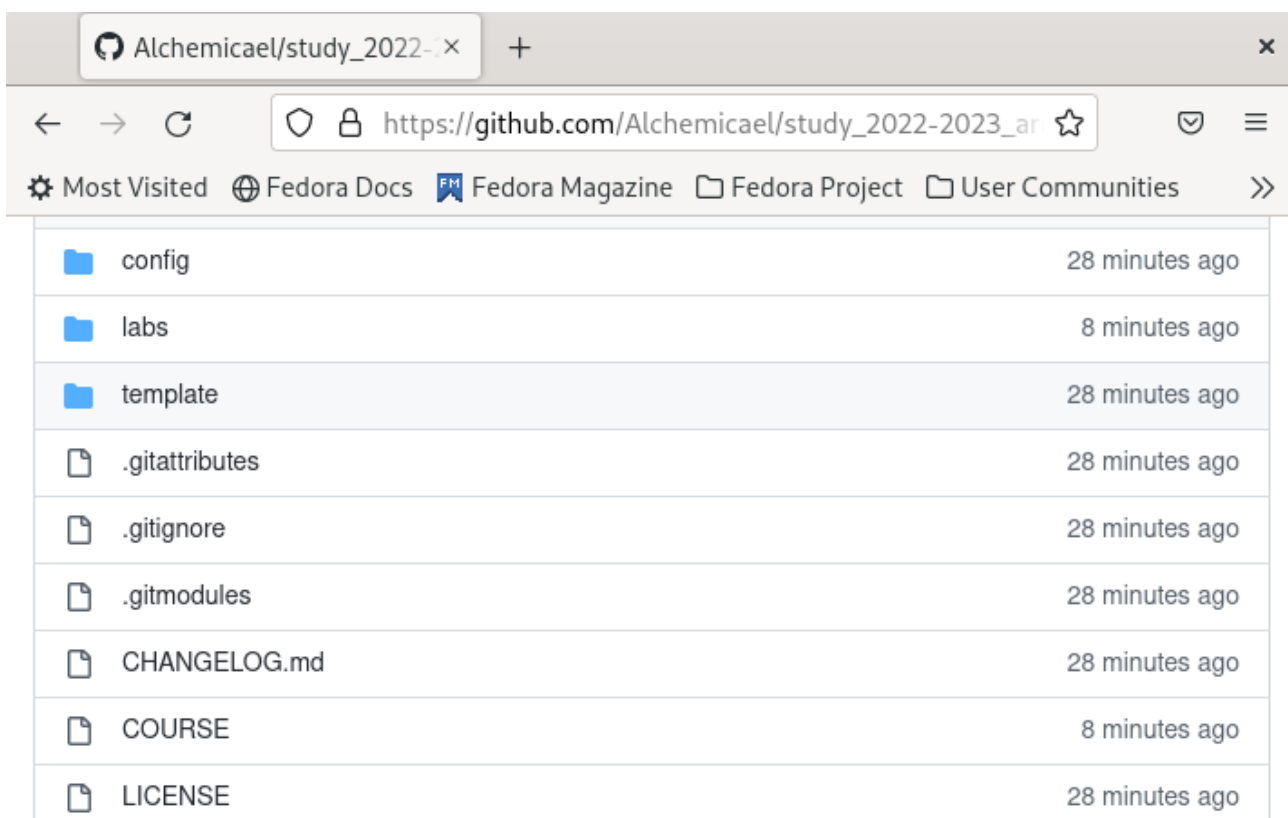 Alchemicael/study_2022-
https://github.com/Alchemicael/study_2022-2023_ar
Most Visited Fedora Docs FM Fedora Magazine Fedora Project User Communities
config 28 minutes ago
labs 8 minutes ago
template 28 minutes ago
.gitattributes 28 minutes ago
.gitignore 28 minutes ago
.gitmodules 28 minutes ago
CHANGELOG.md 28 minutes ago
COURSE 8 minutes ago
LICENSE 28 minutes ago